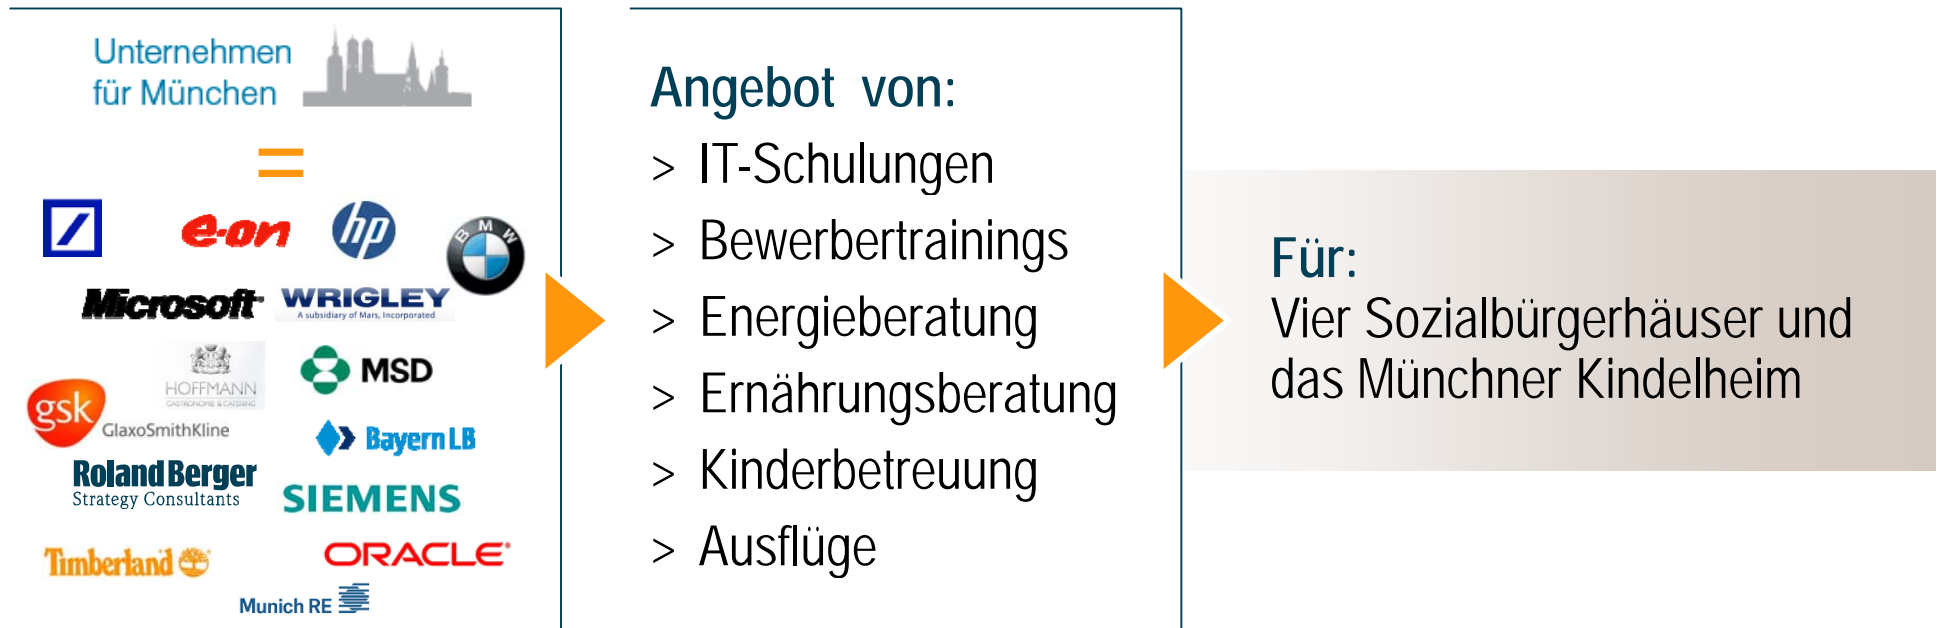 Unternehmen
für München
=
e·on
hp
BMW
Microsoft
WRIGLEY
A subsidiary of Mars, Incorporated
HOFFMANN
GASTRONOMIE & CATERING
MSD
gsk
GlaxoSmithKline
BayernLB
Roland Berger
Strategy Consultants
SIEMENS
Timberland
ORACLE
Munich RE
Angebot von:
> IT-Schulungen
> Bewerbertrainings
> Energieberatung
> Ernährungsberatung
> Kinderbetreuung
> Ausflüge
Für:
Vier Sozialbürgerhäuser und
das Münchner Kindelheim